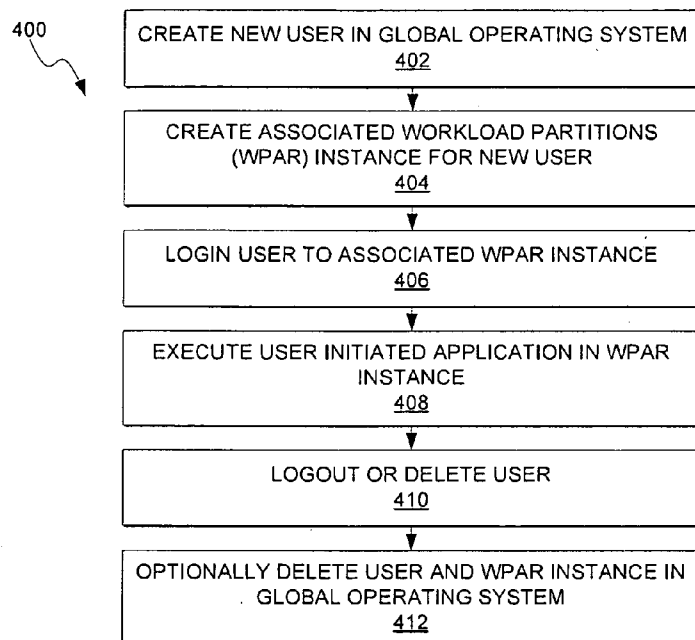 400
CREATE NEW USER IN GLOBAL OPERATING SYSTEM
402
CREATE ASSOCIATED WORKLOAD PARTITIONS
(WPAR) INSTANCE FOR NEW USER
404
LOGIN USER TO ASSOCIATED WPAR INSTANCE
406
EXECUTE USER INITIATED APPLICATION IN WPAR
INSTANCE
408
LOGOUT OR DELETE USER
410
OPTIONALLY DELETE USER AND WPAR INSTANCE IN
GLOBAL OPERATING SYSTEM
412